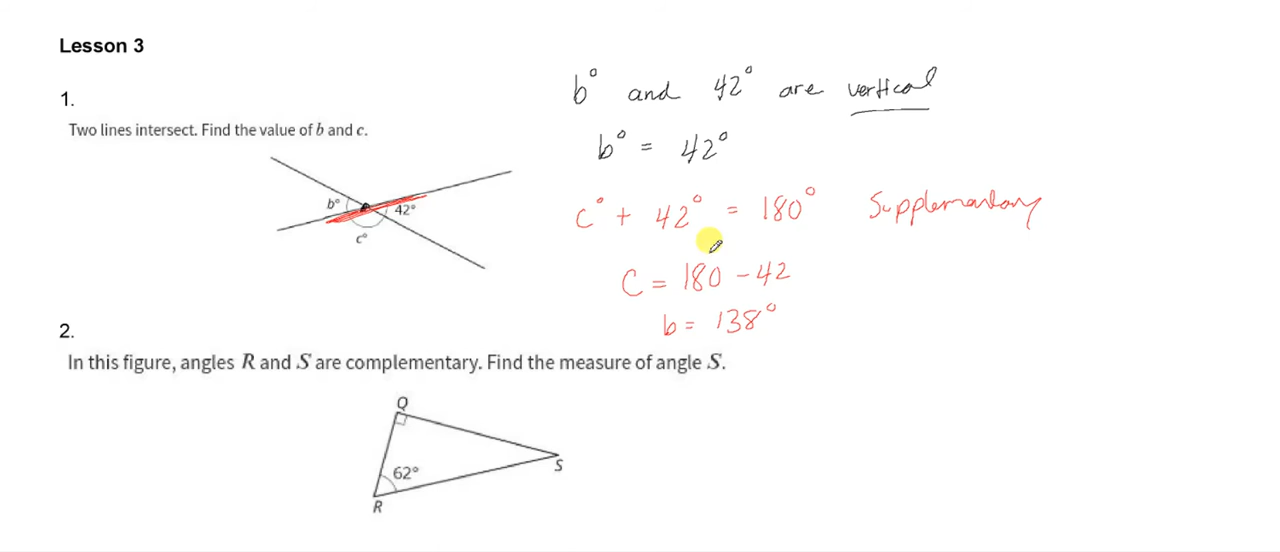 Lesson 3
1.
Two lines intersect. Find the value of b and c.
b°
42°
c°
b° and 42° are vertical
b° = 42°
c° + 42° = 180° Supplementary
C = 180 - 42
b = 138°
2.
In this figure, angles R and S are complementary. Find the measure of angle S.
Q
62°
S
R